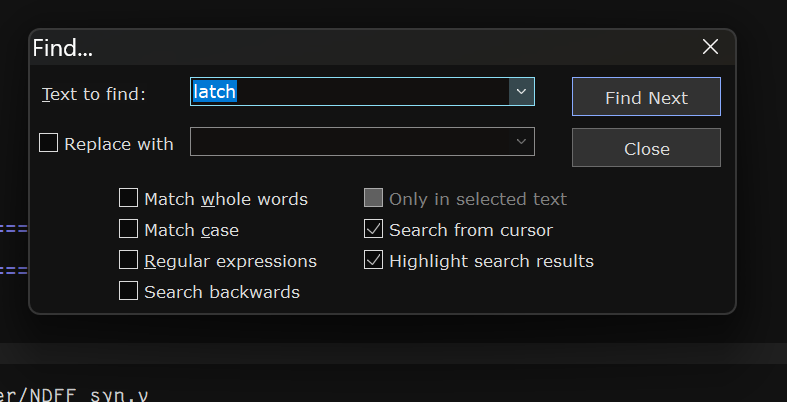 Find...
Text to find:
latch
Find Next
Replace with
Close
Match whole words
Only in selected text
Match case
Search from cursor
Regular expressions
Highlight search results
Search backwards
====
====
er/NDFF_syn.v